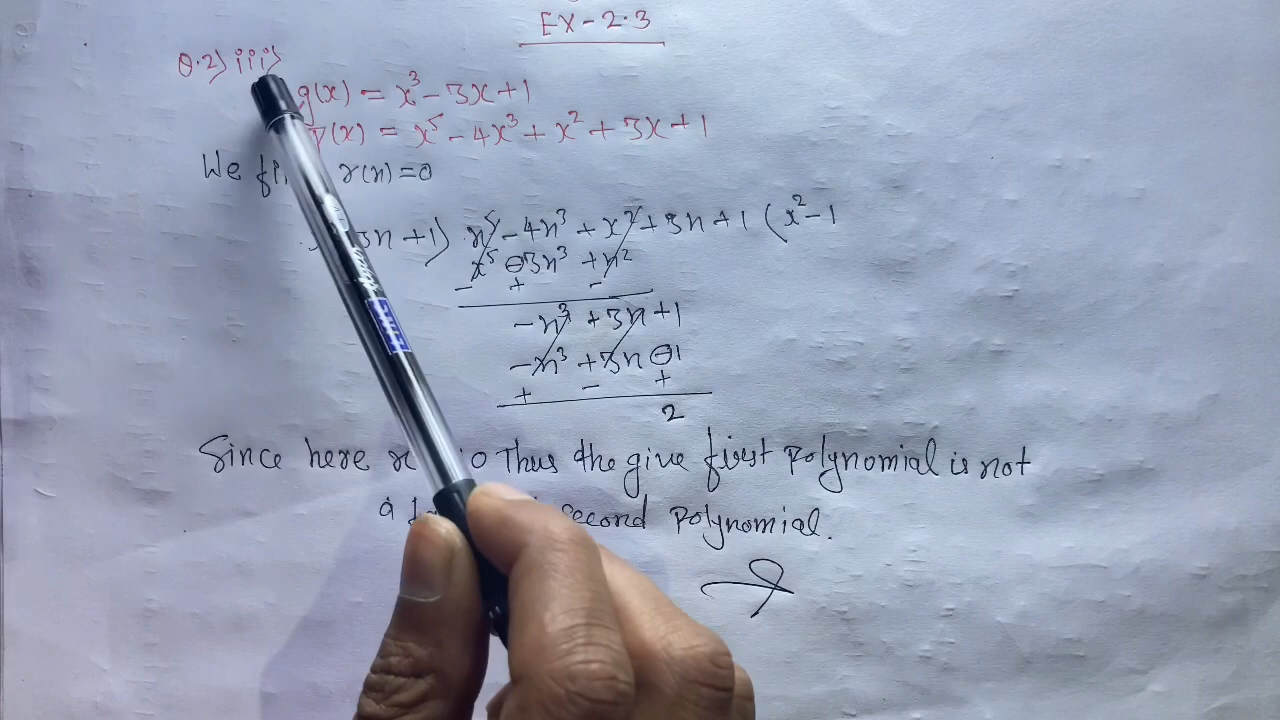 EX-2.3
Q.2) iii)
g(x) = x³-3x+1
(x) = x⁵-4x³+x²+3x+1
We r(x)=0
3x+1) x⁵-4x³+x²+3x+1 (x²-1
x⁵ -3x³ +x²
- + -
-x³ +3x+1
-x³ +3x-1
+ - +
2
Since here Thus the give first polynomial is not
a second polynomial.